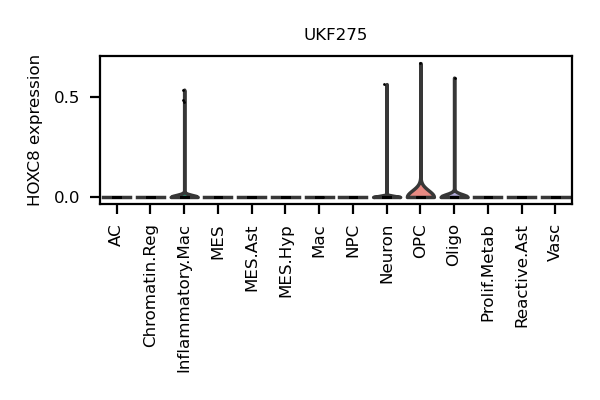 UKF275
HOXC8 expression
0.5
0.0
AC
Chromatin.Reg
Inflammatory.Mac
MES
MES.Ast
MES.Hyp
Mac
NPC
Neuron
OPC
Oligo
Prolif.Metab
Reactive.Ast
Vasc